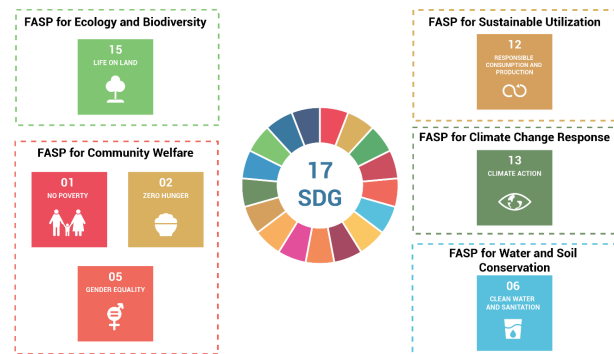 FASP for Ecology and Biodiversity
15
LIFE ON LAND
FASP for Community Welfare
01
NO POVERTY
02
ZERO HUNGER
05
GENDER EQUALITY
17
SDG
FASP for Sustainable Utilization
12
RESPONSIBLE
CONSUMPTION AND
PRODUCTION
FASP for Climate Change Response
13
CLIMATE ACTION
FASP for Water and Soil
Conservation
06
CLEAN WATER
AND SANITATION